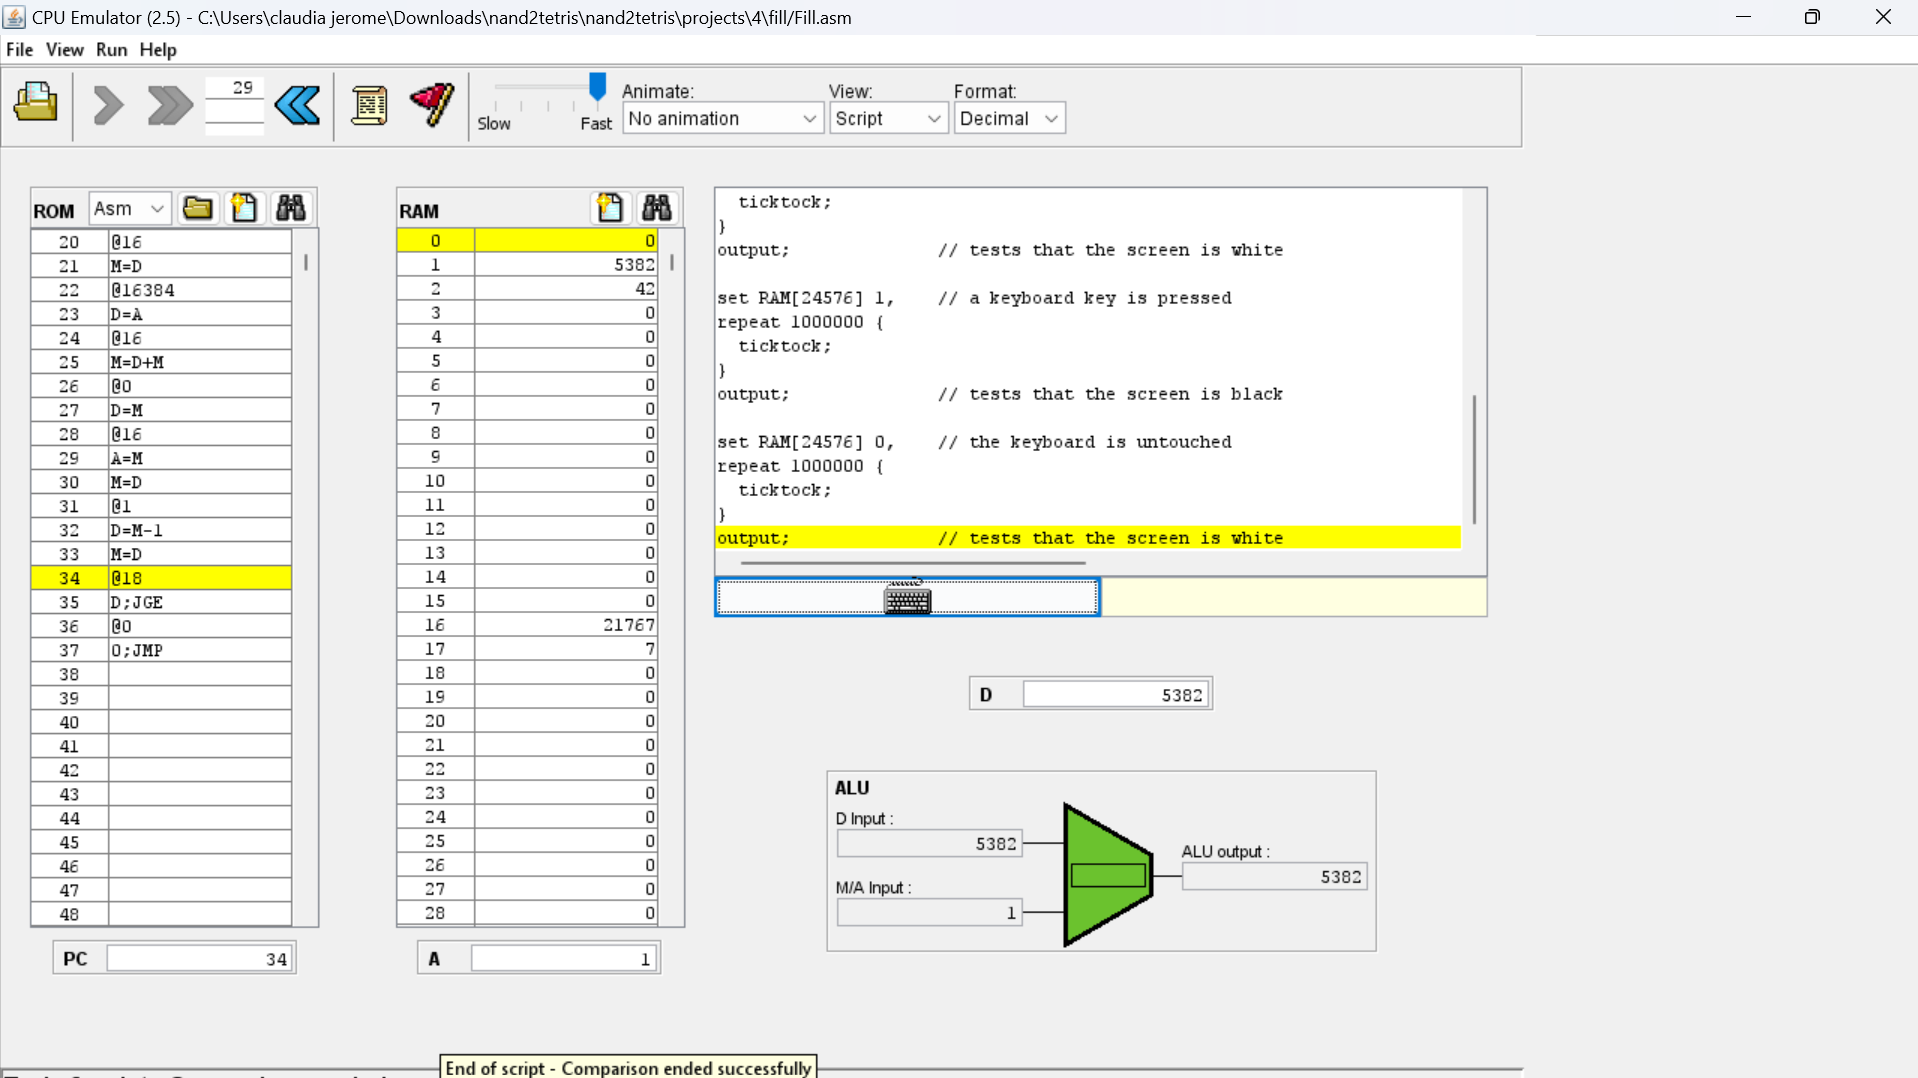 CPU Emulator (2.5) - C:\Users\claudia jerome\Downloads\nand2tetris\nand2tetris\projects\4\fill/Fill.asm
File View Run Help
29
Slow Fast
Animate:
No animation
View:
Script
Format:
Decimal
ROM Asm
20 @16
21 M=D
22 @16384
23 D=A
24 @16
25 M=D+M
26 @0
27 D=M
28 @16
29 A=M
30 M=D
31 @1
32 D=M-1
33 M=D
34 @18
35 D;JGE
36 @0
37 0;JMP
38
39
40
41
42
43
44
45
46
47
48
PC 34
RAM
0 0
1 5382
2 42
3 0
4 0
5 0
6 0
7 0
8 0
9 0
10 0
11 0
12 0
13 0
14 0
15 0
16 21767
17 7
18 0
19 0
20 0
21 0
22 0
23 0
24 0
25 0
26 0
27 0
28 0
A 1
ticktock;
}
output; // tests that the screen is white
set RAM[24576] 1, // a keyboard key is pressed
repeat 1000000 {
ticktock;
}
output; // tests that the screen is black
set RAM[24576] 0, // the keyboard is untouched
repeat 1000000 {
ticktock;
}
output; // tests that the screen is white
D 5382
ALU
D Input :
5382
M/A Input :
1
ALU output :
5382
End of script - Comparison ended successfully